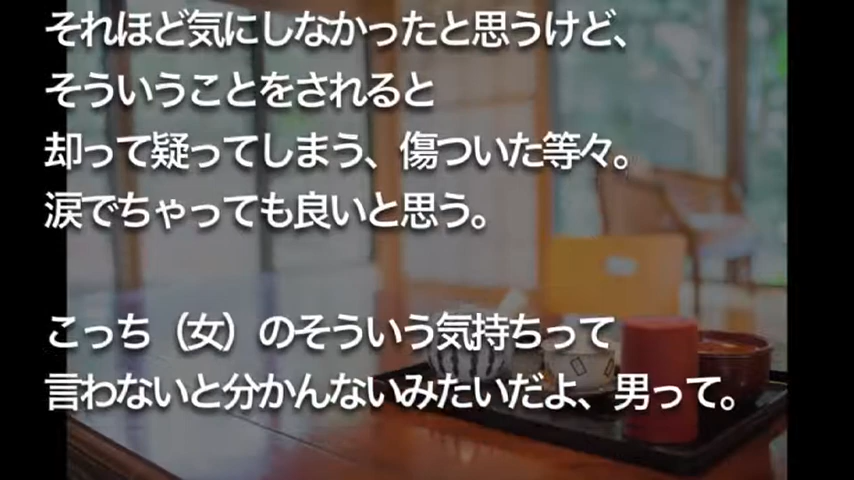 それほど気にしなかったと思うけど、
そういうことをされると
却って疑ってしまう、傷ついた等々。
涙でちゃっても良いと思う。
こっち（女）のそういう気持ちって
言わないと分かんないみたいだよ、男って。